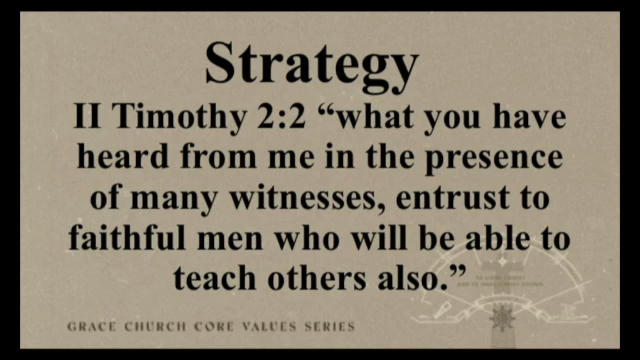 Strategy
II Timothy 2:2 “what you have
heard from me in the presence
of many witnesses, entrust to
faithful men who will be able to
teach others also.”
GRACE CHURCH CORE VALUES SERIES